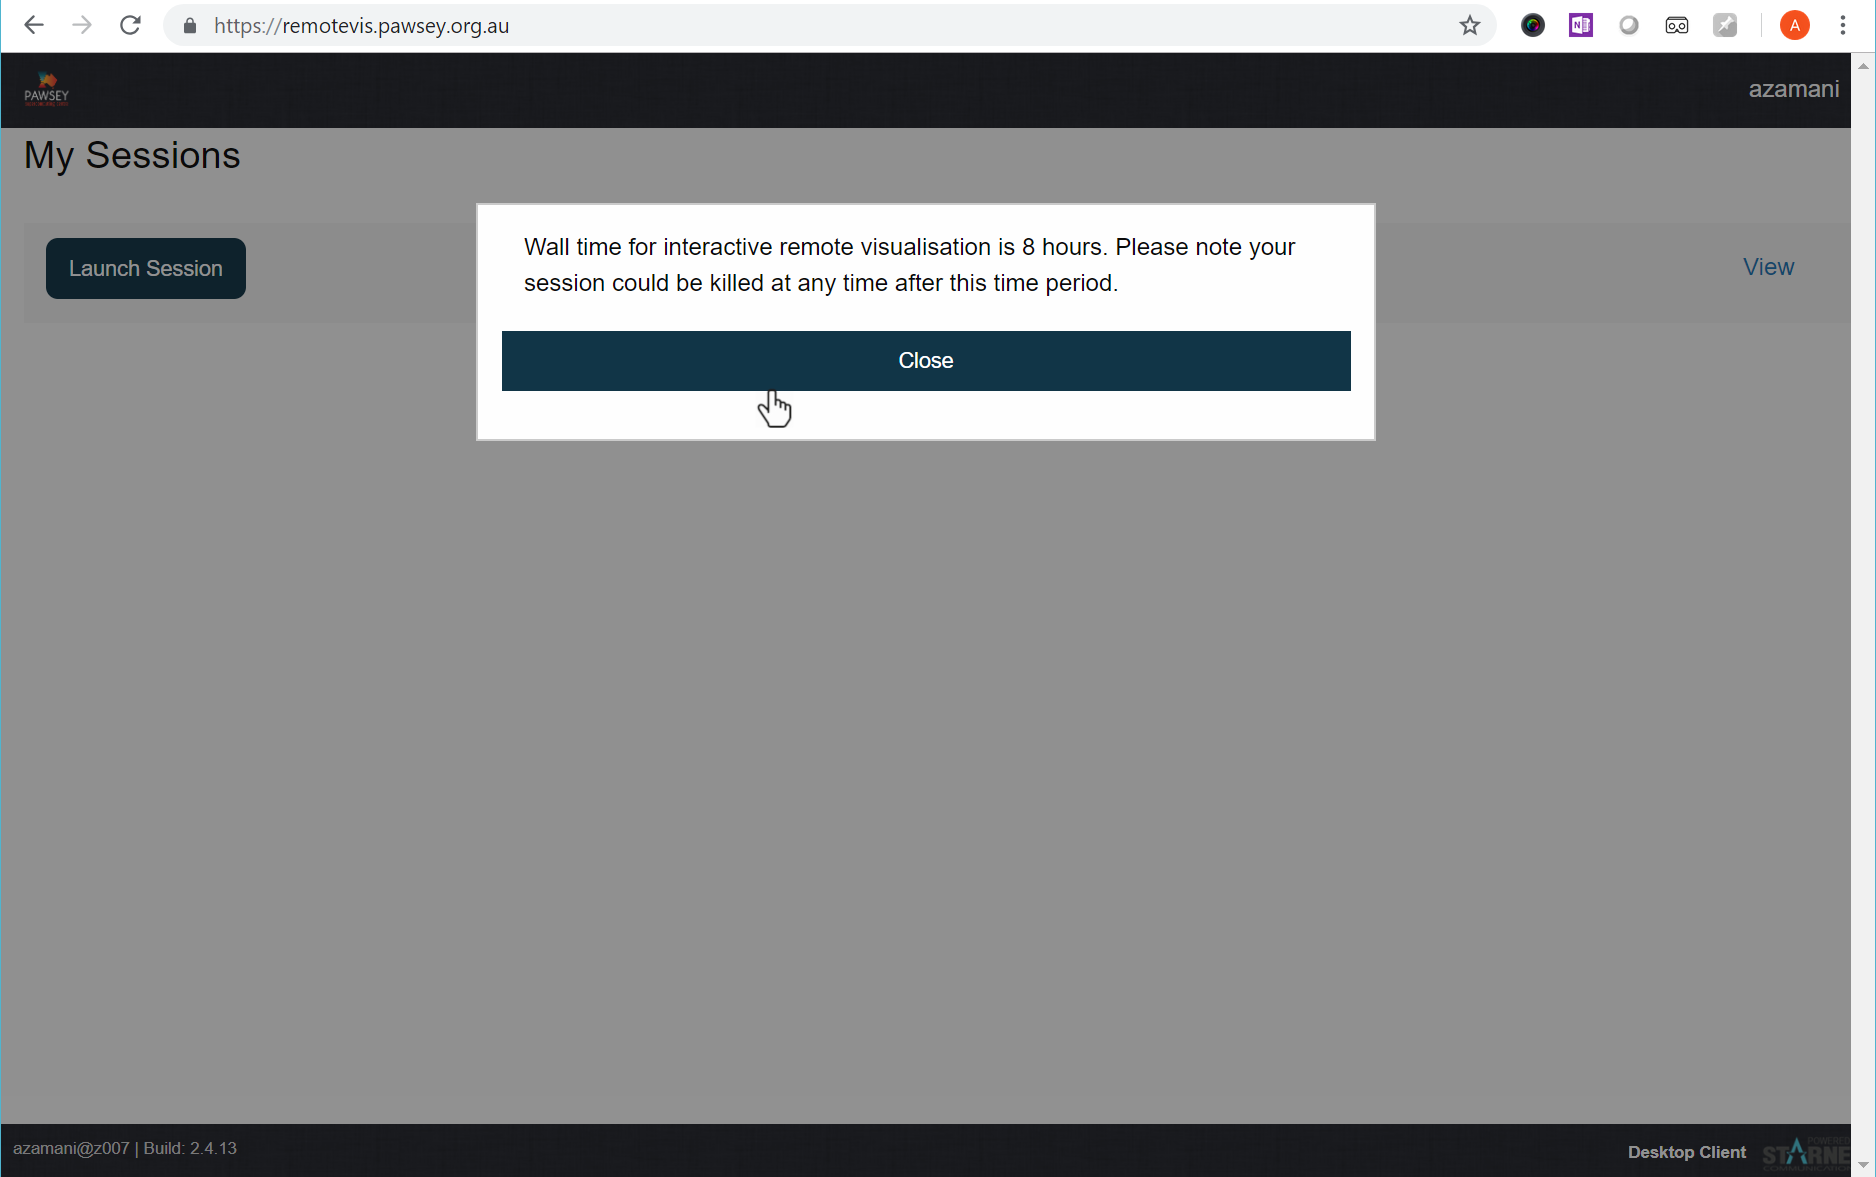 https://remotevis.pawsey.org.au
A
PAWSEY
azamani
My Sessions
Launch Session
View
Wall time for interactive remote visualisation is 8 hours. Please note your
session could be killed at any time after this time period.
Close
azamani@z007 | Build: 2.4.13
Desktop Client
POWERED
STARNE